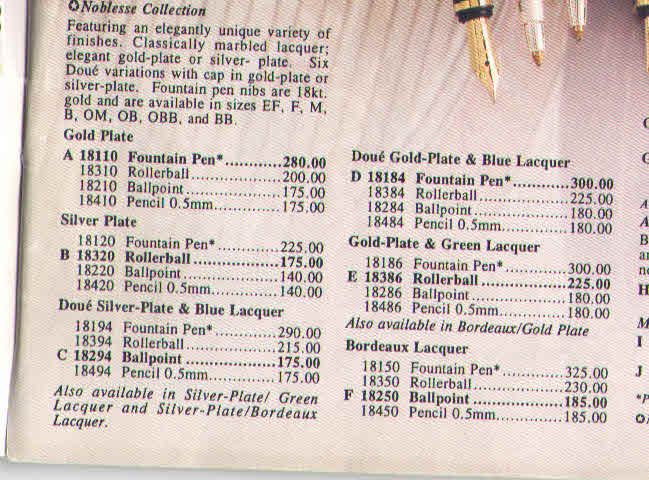 ✪Noblesse Collection
Featuring an elegantly unique variety of
finishes. Classically marbled lacquer;
elegant gold-plate or silver- plate. Six
Doué variations with cap in gold-plate or
silver-plate. Fountain pen nibs are 18kt.
gold and are available in sizes EF, F, M,
B, OM, OB, OBB, and BB.
Gold Plate
A 18110 Fountain Pen*............280.00
18310 Rollerball....................200.00
18210 Ballpoint....................175.00
18410 Pencil 0.5mm..............175.00
Silver Plate
18120 Fountain Pen*...............225.00
B 18320 Rollerball..................175.00
18220 Ballpoint....................140.00
18420 Pencil 0.5mm..............140.00
Doué Silver-Plate & Blue Lacquer
18194 Fountain Pen*..............290.00
18394 Rollerball...................215.00
C 18294 Ballpoint...................175.00
18494 Pencil 0.5mm..............175.00
Also available in Silver-Plate/ Green
Lacquer and Silver-Plate/Bordeaux
Lacquer.
Doué Gold-Plate & Blue Lacquer
D 18184 Fountain Pen*............300.00
18384 Rollerball....................225.00
18284 Ballpoint....................180.00
18484 Pencil 0.5mm..............180.00
Gold-Plate & Green Lacquer
18186 Fountain Pen*..............300.00
E 18386 Rollerball..................225.00
18286 Ballpoint....................180.00
18486 Pencil 0.5mm..............180.00
Also available in Bordeaux/Gold Plate
Bordeaux Lacquer
18150 Fountain Pen*..............325.00
18350 Rollerball...................230.00
F 18250 Ballpoint...................185.00
18450 Pencil 0.5mm..............185.00
H
I
J